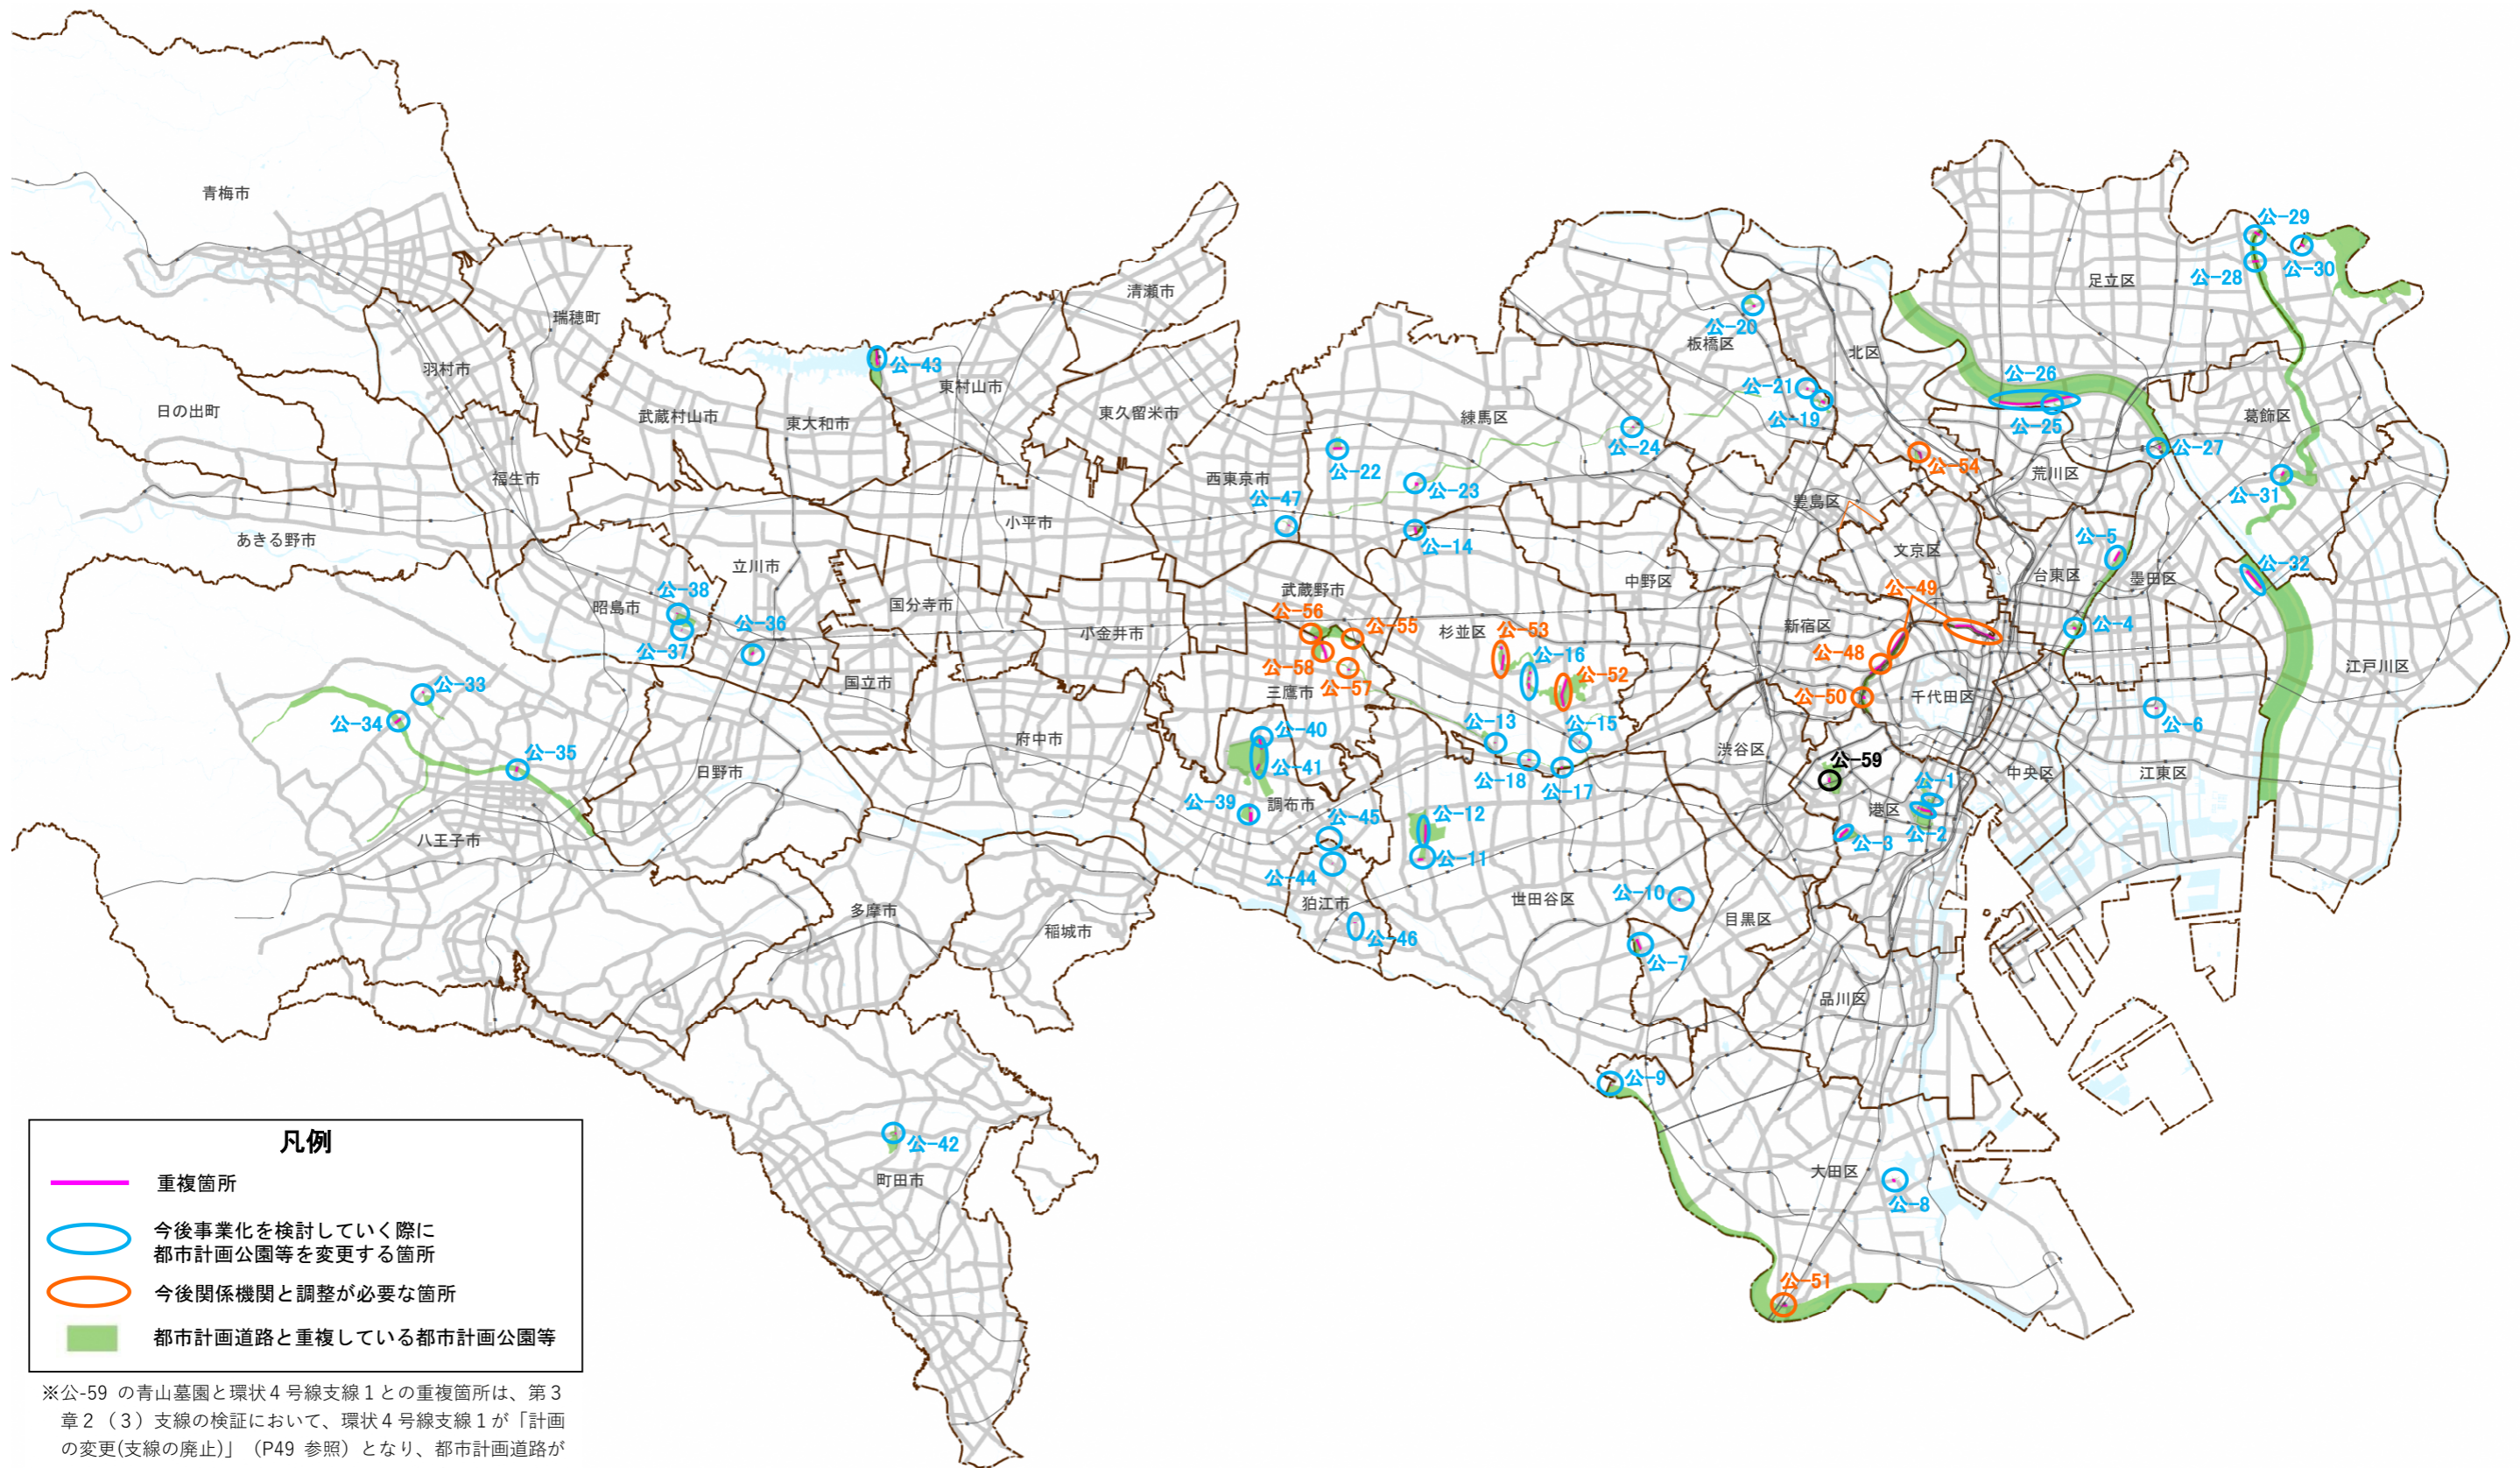 公-29
青梅市
公-30
足立区
公-28
清瀬市
公-20
瑞穂町
板橋区
北区
公-43
羽村市
東村山市
公-26
公-21
日の出町
武蔵村山市
東大和市
東久留米市
練馬区
公-19
公-25
葛飾区
公-24
公-27
公-54
福生市
西東京市
公-22
荒川区
公-23
公-31
公-47
豊島区
小平市
あきる野市
公-14
公-5
文京区
立川市
台東区
墨田区
公-32
中野区
武蔵野市
公-38
昭島市
国分寺市
公-49
公-56
公-55
公-36
小金井市
杉並区
公-53
新宿区
公-4
公-37
公-16
公-48
公-58
江戸川区
公-52
国立市
公-57
公-33
三鷹市
公-50
千代田区
公-34
公-6
公-13
公-15
公-40
府中市
渋谷区
公-35
公-59
日野市
公-41
公-18
中央区
江東区
公-17
公-1
公-39
調布市
港区
公-12
公-45
公-2
八王子市
公-3
公-11
公-44
公-10
世田谷区
狛江市
多摩市
目黒区
稲城市
公-46
公-7
品川区
公-9
公-42
大田区
町田市
公-8
公-51
凡例
重複箇所
今後事業化を検討していく際に
都市計画公園等を変更する箇所
今後関係機関と調整が必要な箇所
都市計画道路と重複している都市計画公園等
※公-59 の青山墓園と環状４号線支線１との重複箇所は、第３
章２（３）支線の検証において、環状４号線支線１が「計画
の変更(支線の廃止)」（P49 参照）となり、都市計画道路が